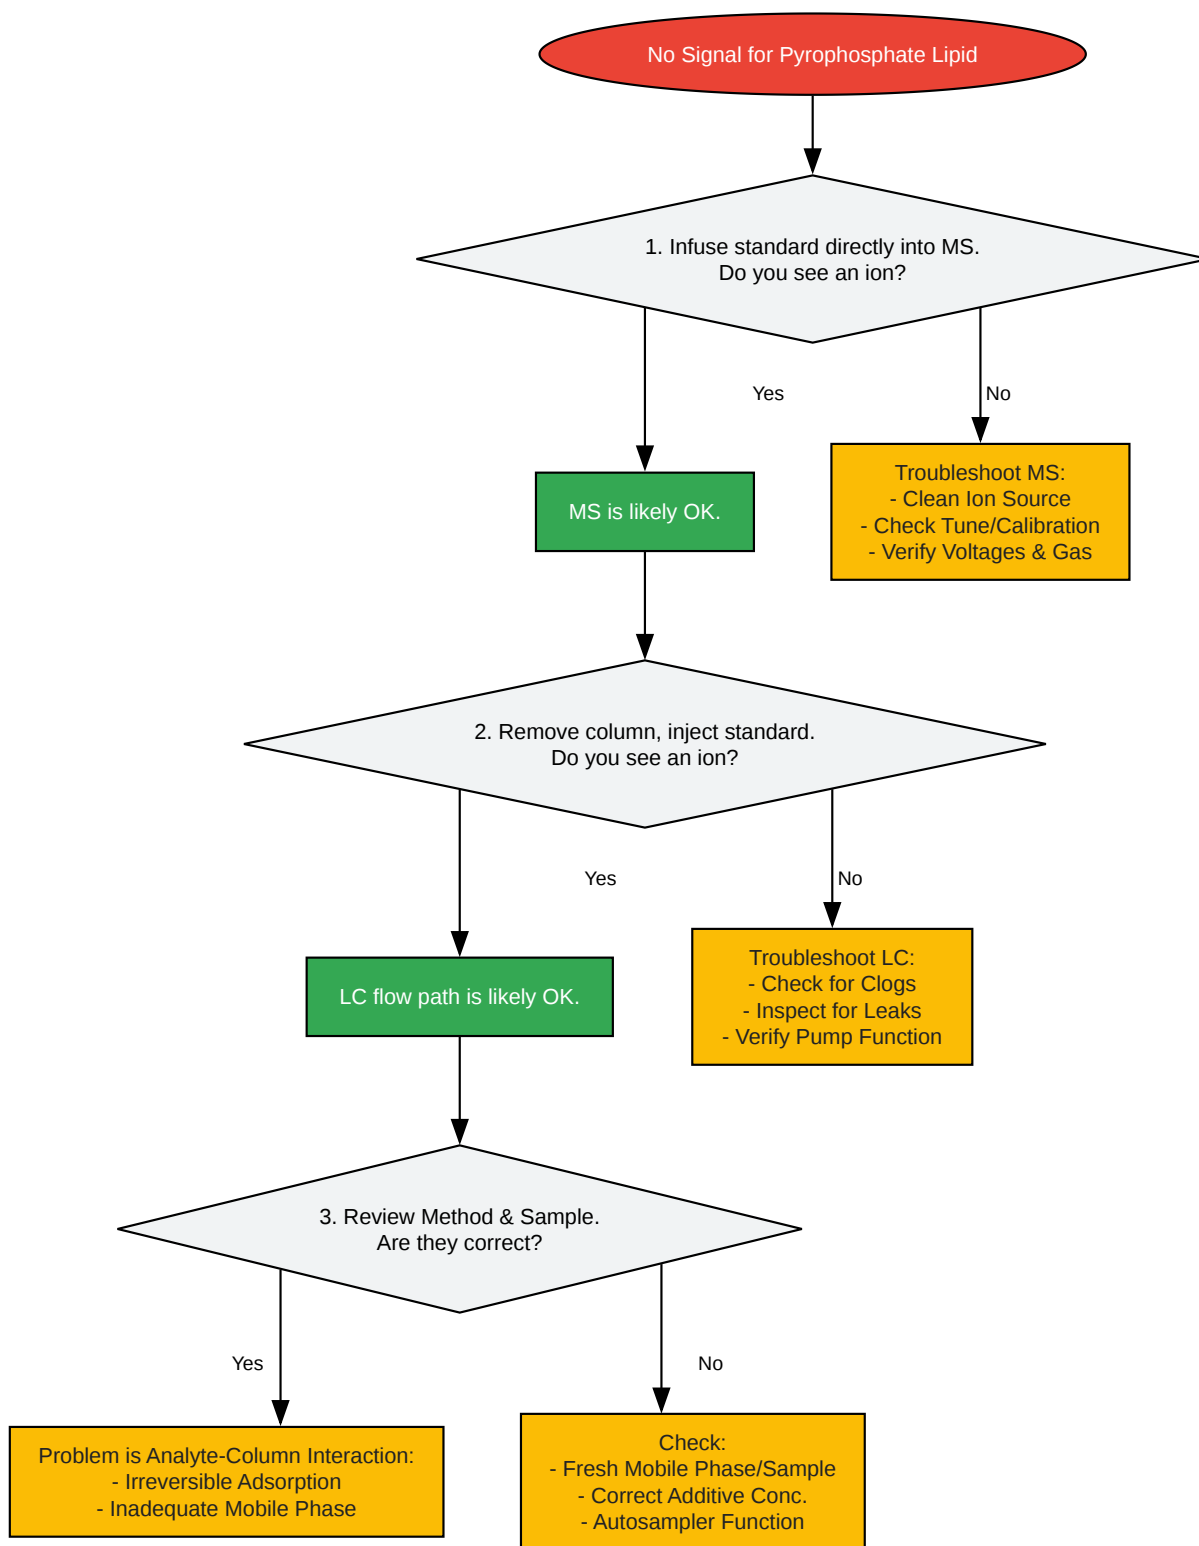 No Signal for Pyrophosphate Lipid
1. Infuse standard directly into MS.
Do you see an ion?
Yes
No
MS is likely OK.
Troubleshoot MS:
- Clean Ion Source
- Check Tune/Calibration
- Verify Voltages & Gas
2. Remove column, inject standard.
Do you see an ion?
Yes
No
LC flow path is likely OK.
Troubleshoot LC:
- Check for Clogs
- Inspect for Leaks
- Verify Pump Function
3. Review Method & Sample.
Are they correct?
Yes
No
Problem is Analyte-Column Interaction:
- Irreversible Adsorption
- Inadequate Mobile Phase
Check:
- Fresh Mobile Phase/Sample
- Correct Additive Conc.
- Autosampler Function